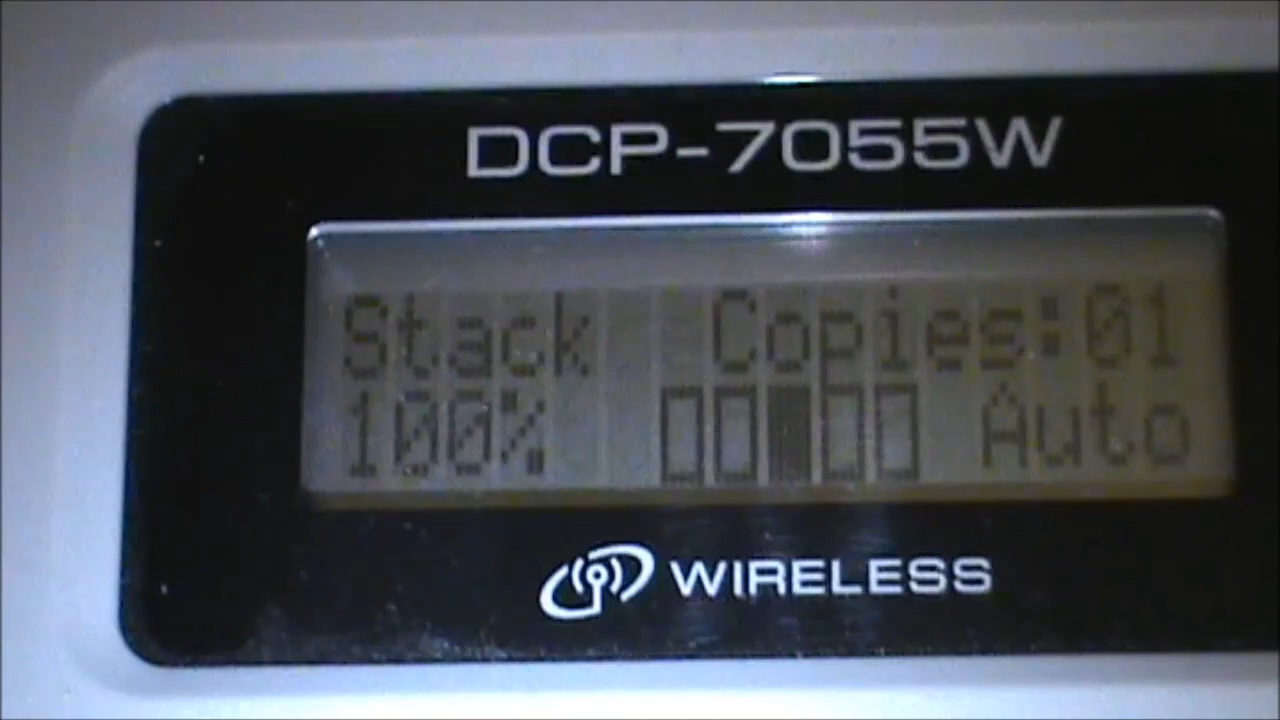 DCP-7055W
Stack Copies:01
100% ▯▯▮▯▯ Auto
WIRELESS